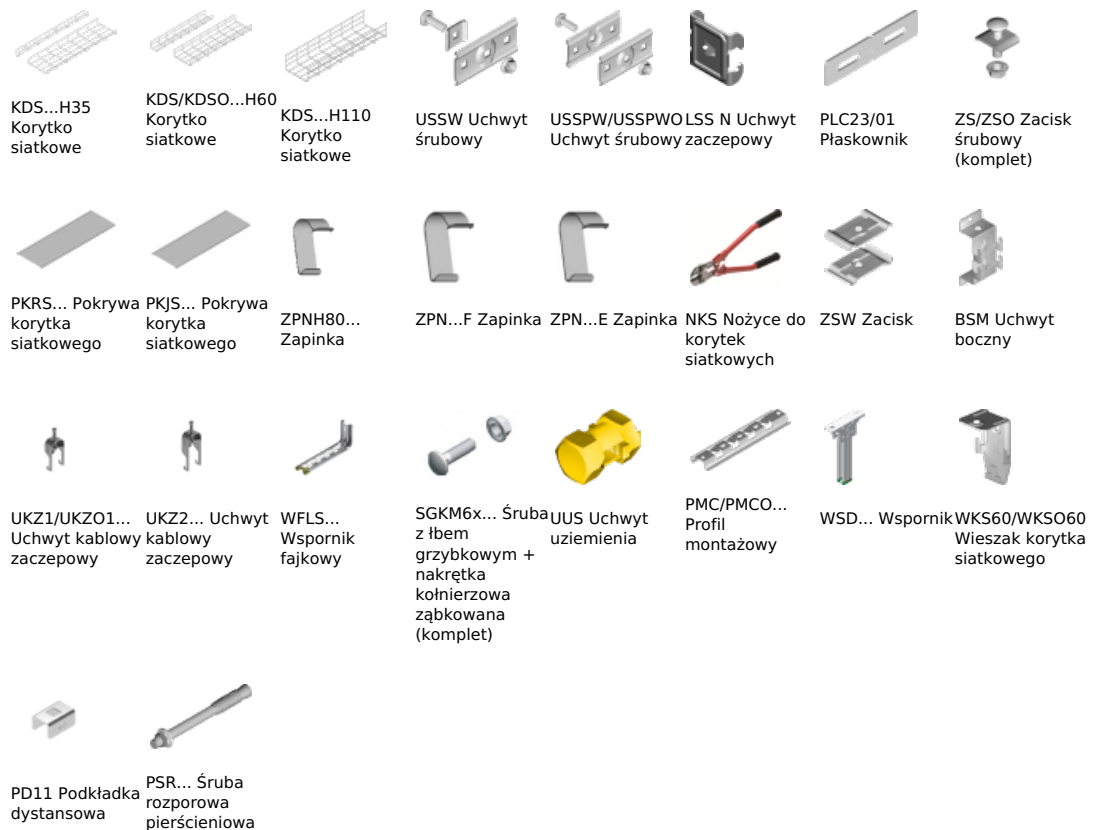 KDS...H35
Korytko
siatkowe
KDS/KDSO...H60
Korytko
siatkowe
KDS...H110
Korytko
siatkowe
USSW Uchwyt
śrubowy
USSPW/USSPWO
Uchwyt śrubowy
LSS N Uchwyt
zaczepowy
PLC23/01
Płaskownik
ZS/ZSO Zacisk
śrubowy
(komplet)
PKRS... Pokrywa
korytka
siatkowego
PKJS... Pokrywa
korytka
siatkowego
ZPNH80...
Zapinka
ZPN...F Zapinka
ZPN...E Zapinka
NKS Nożyce do
korytek
siatkowych
ZSW Zacisk
BSM Uchwyt
boczny
UKZ1/UKZO1...
Uchwyt kablowy
zaczepowy
UKZ2... Uchwyt
kablowy
zaczepowy
WFLS...
Wspornik
fajkowy
SGKM6x... Śruba
z łbem
grzybkowym +
nakrętka
kołnierzowa
ząbkowana
(komplet)
UUS Uchwyt
uziemienia
PMC/PMCO...
Profil
montażowy
WSD... Wspornik
WKS60/WKSO60
Wieszak korytka
siatkowego
PD11 Podkładka
dystansowa
PSR... Śruba
rozporowa
pierścieniowa